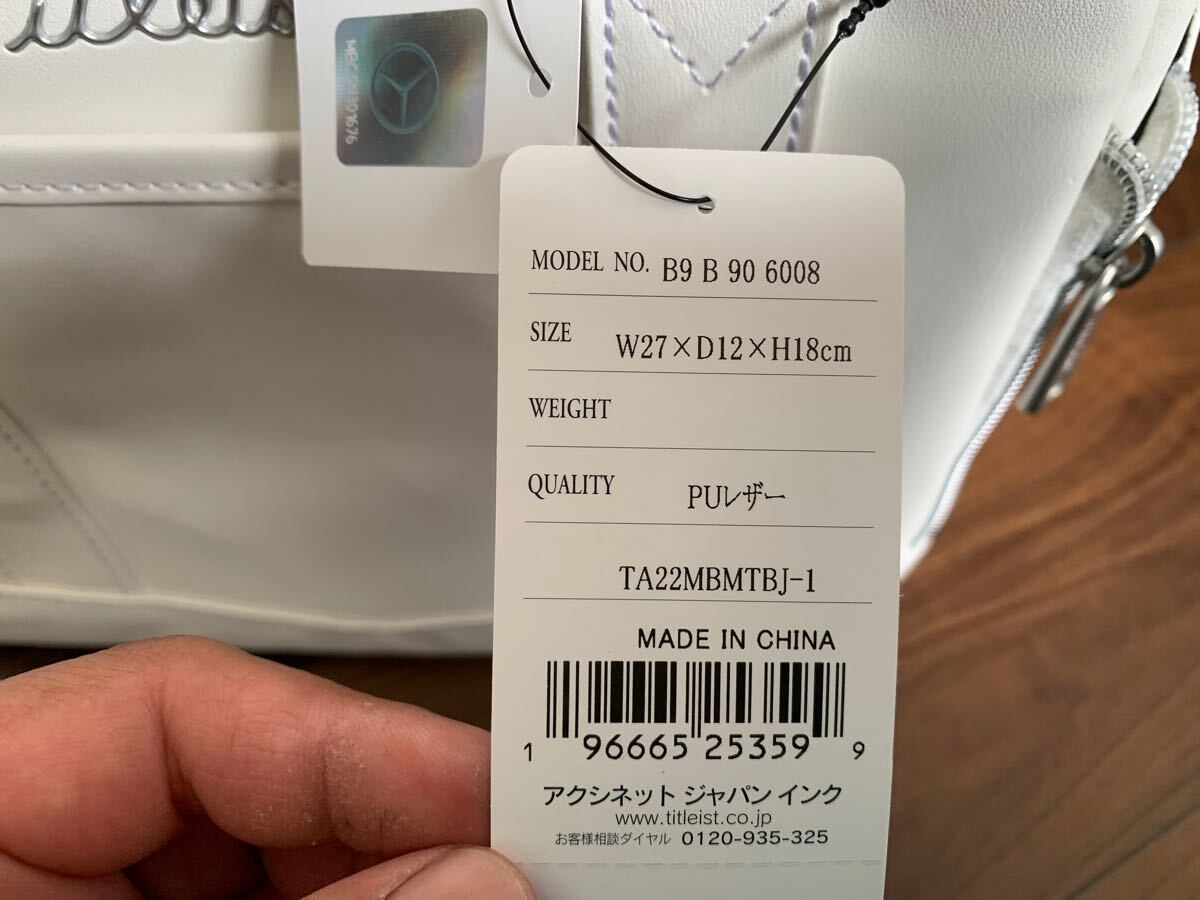 MODEL NO. B9 B 90 6008
SIZE W27×D12×H18cm
WEIGHT
QUALITY PUレザー
TA22MBMTBJ-1
MADE IN CHINA
1 96665 25359 9
アクシネット ジャパン インク
www.titleist.co.jp
お客様相談ダイヤル 0120-935-325